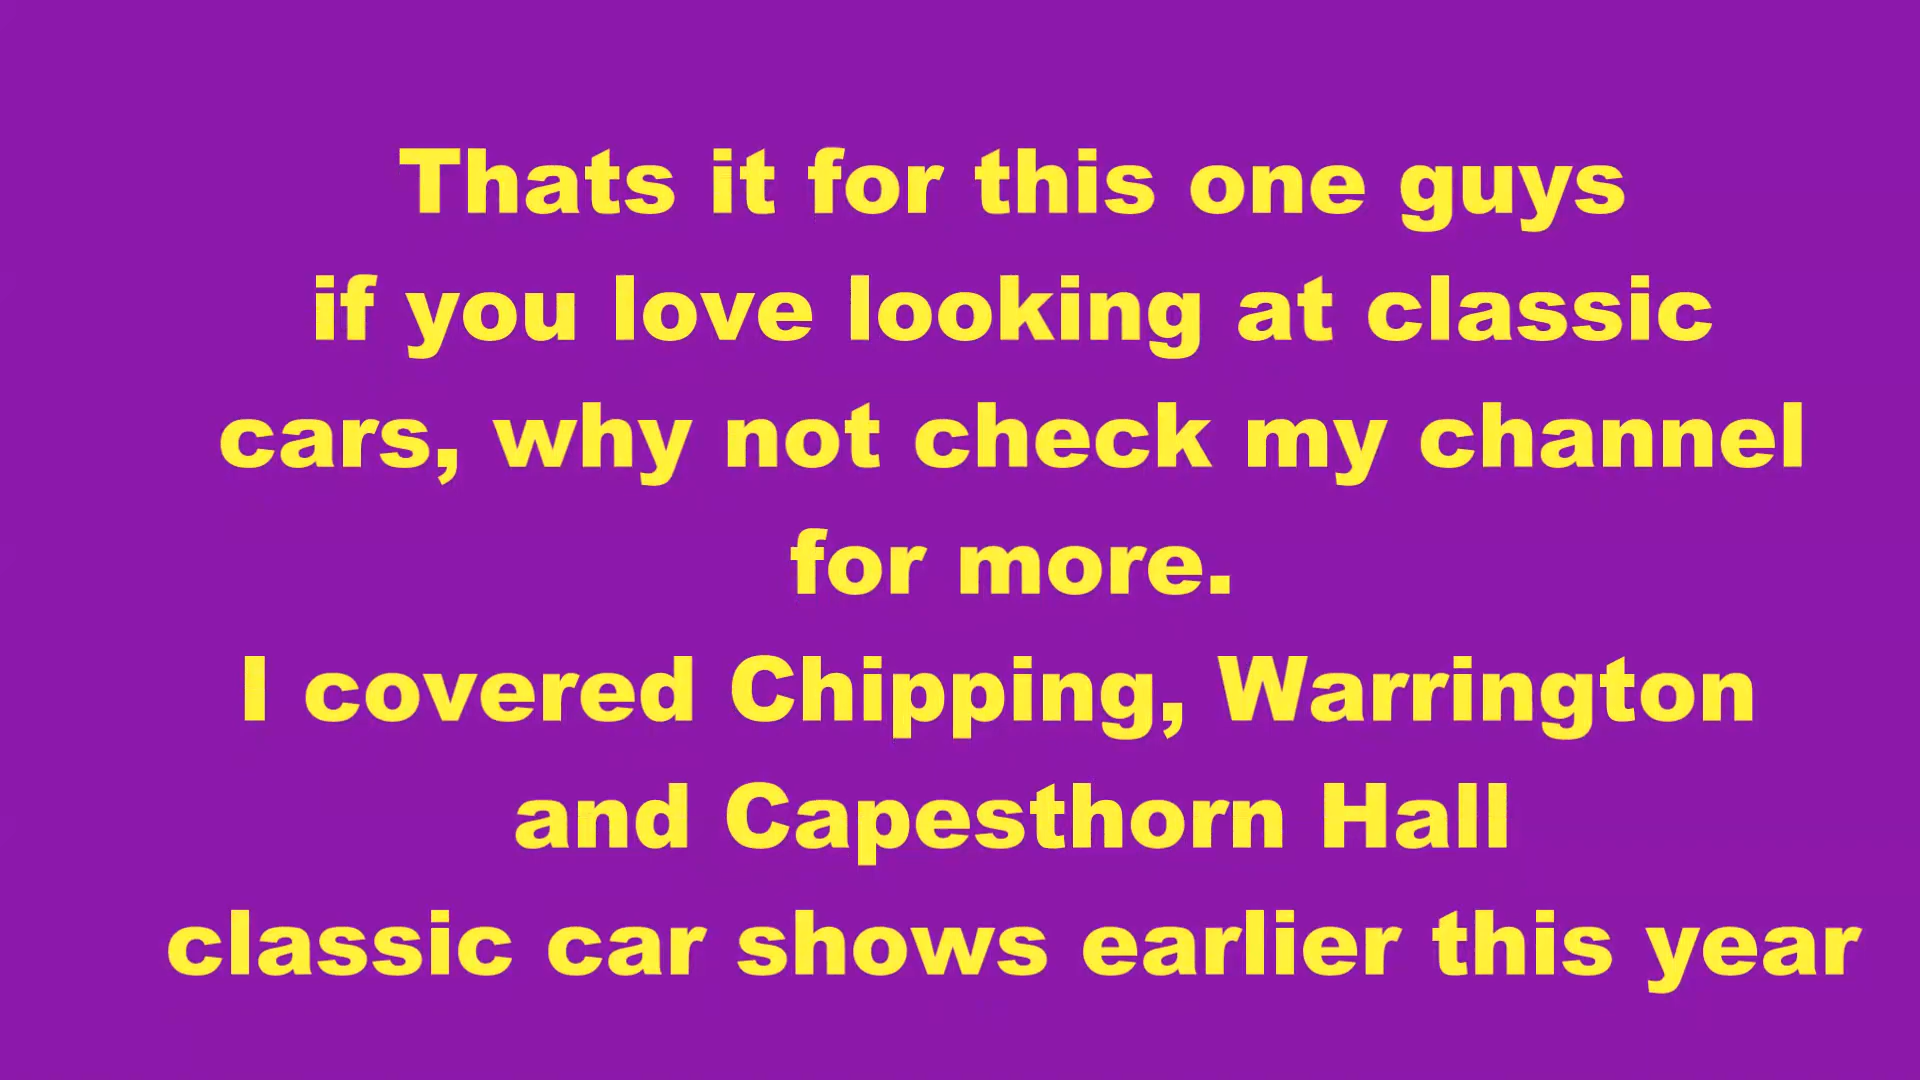 Thats it for this one guys
if you love looking at classic
cars, why not check my channel
for more.
I covered Chipping, Warrington
and Capesthorn Hall
classic car shows earlier this year